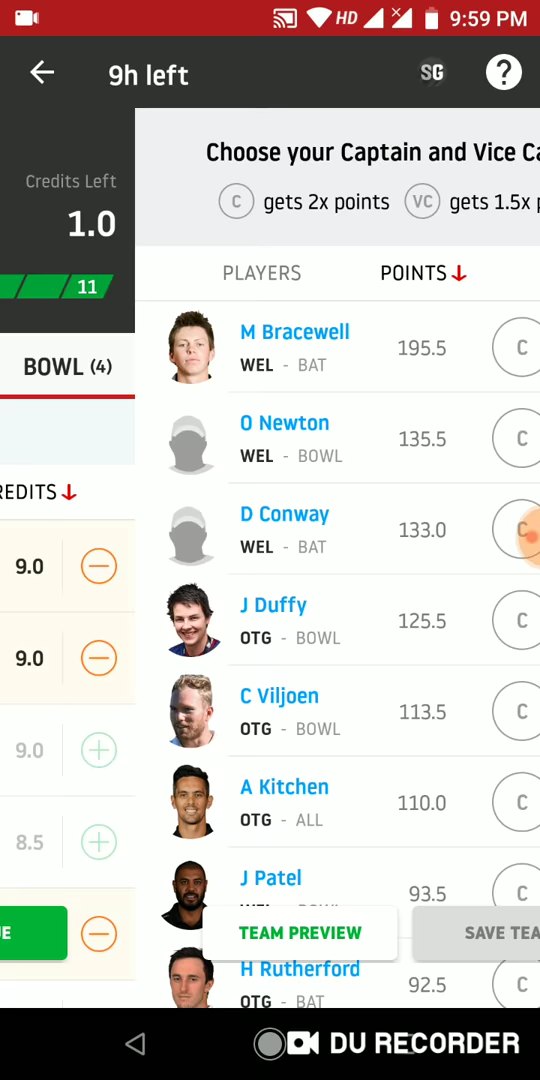 HD 9:59 PM
9h left SG ?
Credits Left
1.0
11
BOWL (4)
REDITS
9.0
9.0
9.0
8.5
E
Choose your Captain and Vice Ca
C gets 2x points VC gets 1.5x p
PLAYERS POINTS
M Bracewell
WEL - BAT 195.5 C
O Newton
WEL - BOWL 135.5 C
D Conway
WEL - BAT 133.0 C
J Duffy
OTG - BOWL 125.5 C
C Viljoen
OTG - BOWL 113.5 C
A Kitchen
OTG - ALL 110.0 C
J Patel
93.5 C
TEAM PREVIEW SAVE TEA
H Rutherford
OTG - BAT 92.5 C
DU RECORDER